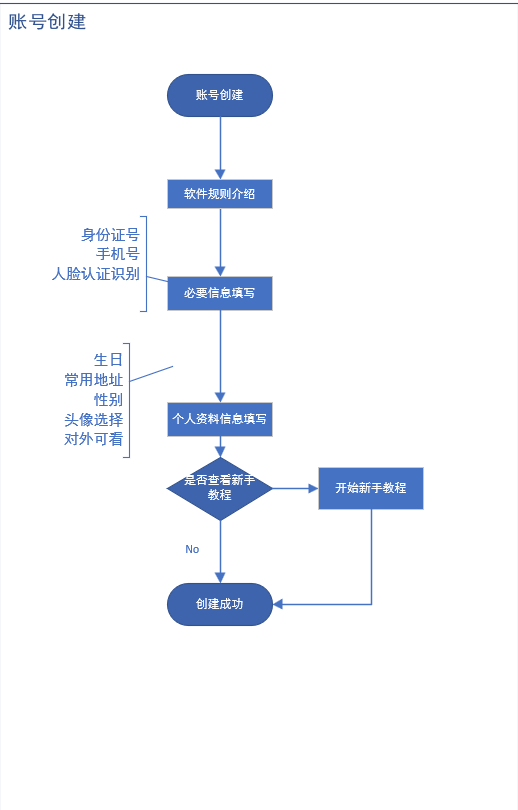 账号创建
账号创建
软件规则介绍
身份证号
手机号
人脸认证识别
必要信息填写
生日
常用地址
性别
头像选择
对外可看
个人资料信息填写
是否查看新手
教程
开始新手教程
No
创建成功